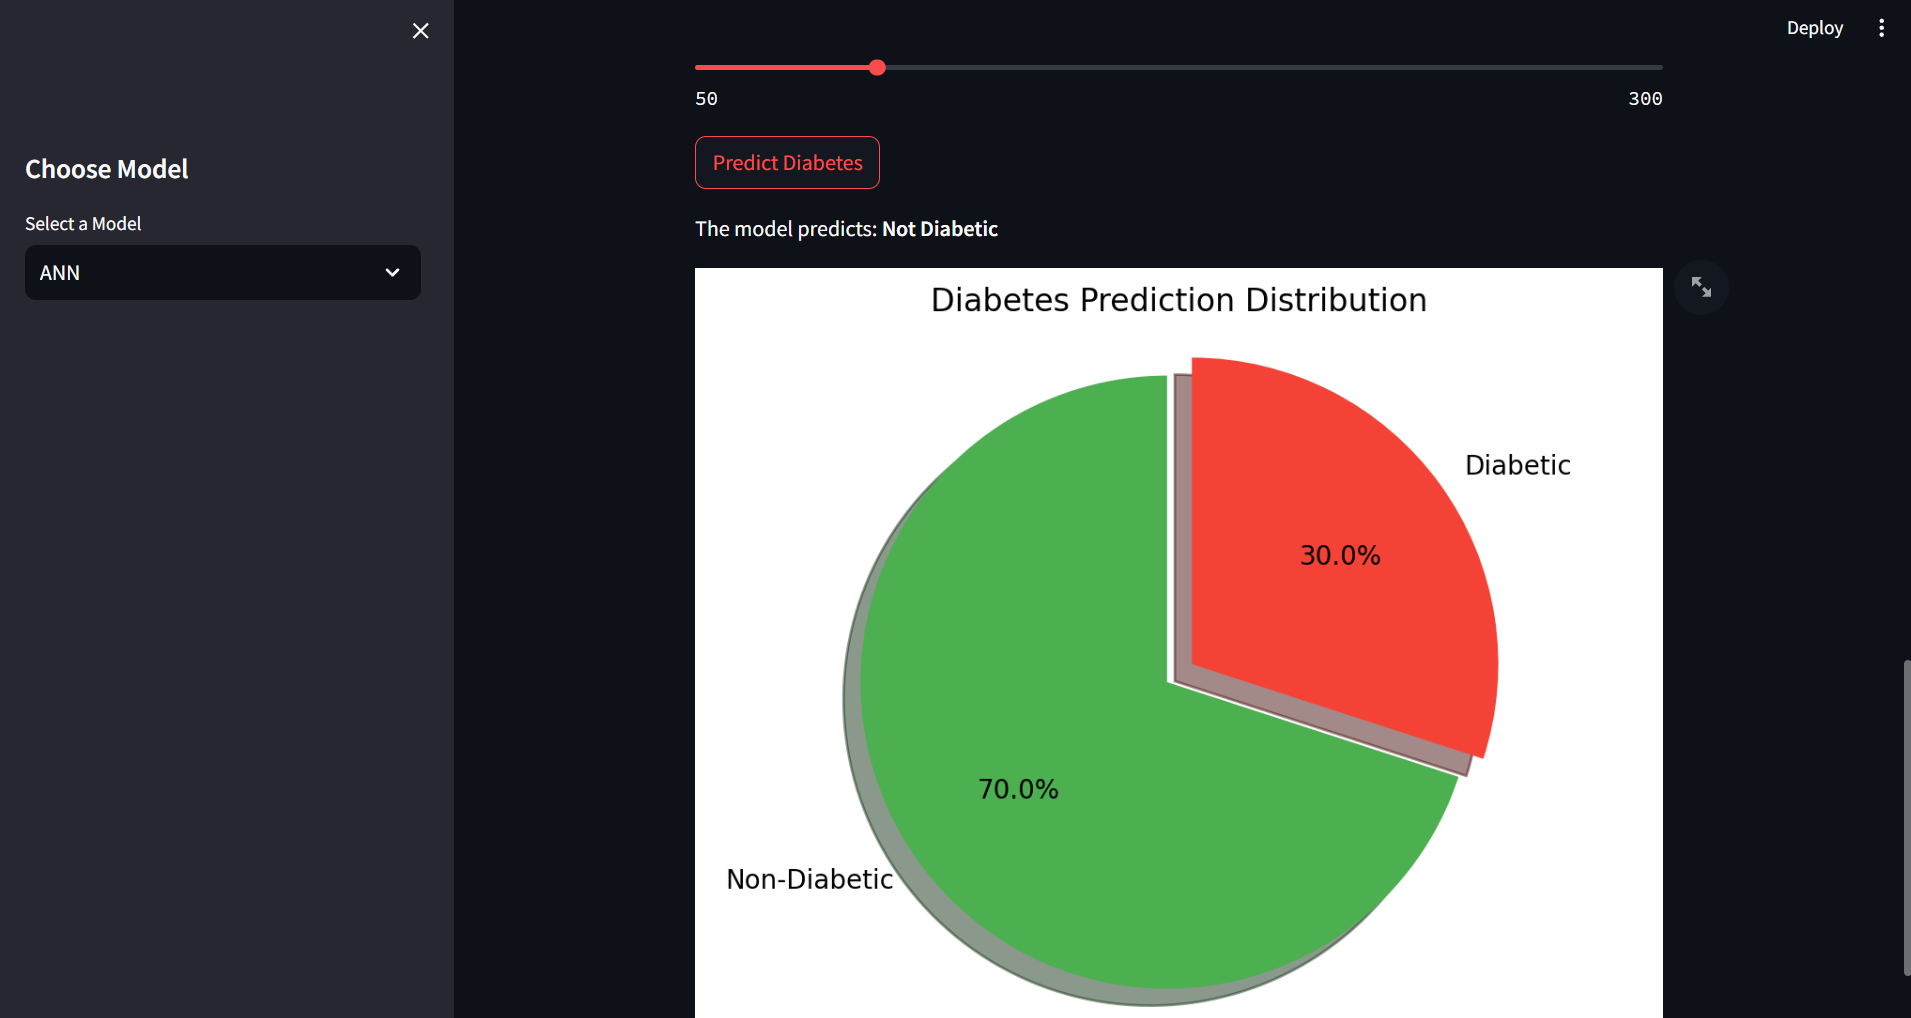 Deploy
50
300
Choose Model
Select a Model
ANN
Predict Diabetes
The model predicts: Not Diabetic
Diabetes Prediction Distribution
Diabetic
30.0%
70.0%
Non-Diabetic